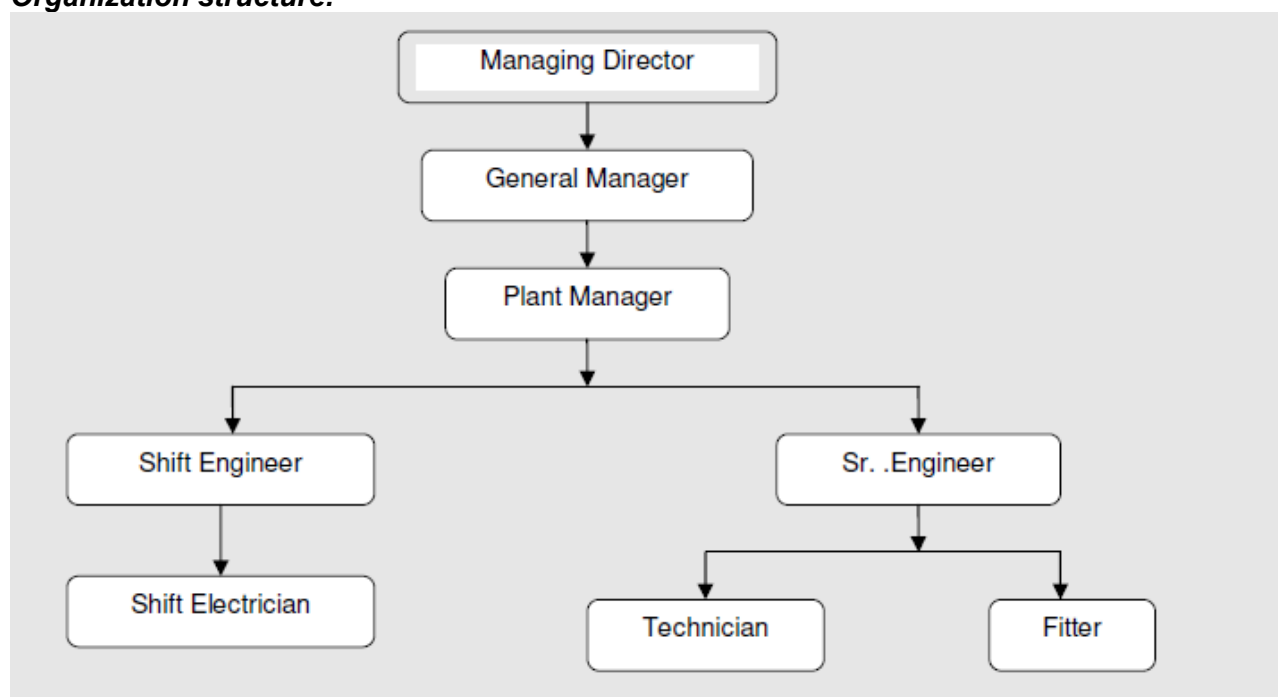 Organization structure:
Managing Director
General Manager
Plant Manager
Shift Engineer
Sr. .Engineer
Shift Electrician
Technician
Fitter